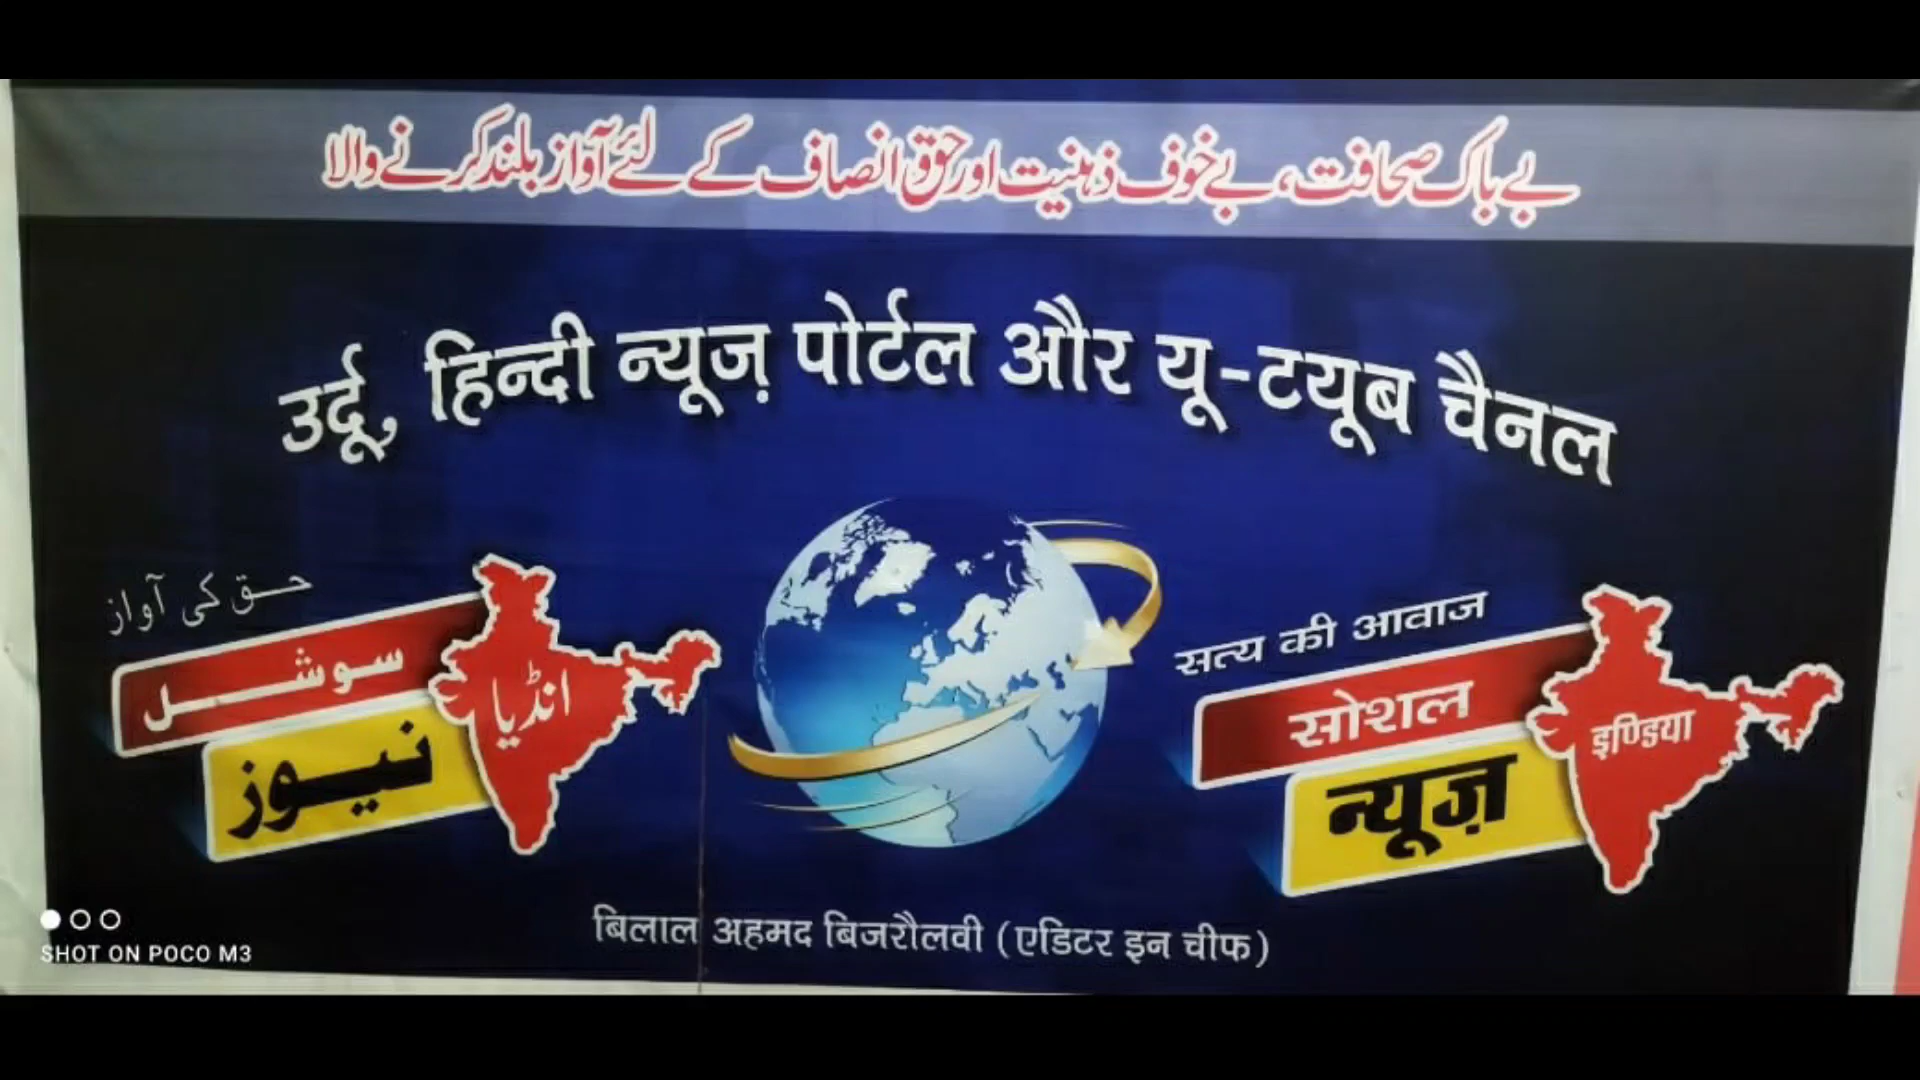 بے باک صحافت، بے خوف ذہنیت اور حق و انصاف کے لئے آواز بلند کرنے والا
उर्दू, हिन्दी न्यूज़ पोर्टल और यू-टयूब चैनल
حق کی آواز
سوشل
انڈیا
نیوز
सत्य की आवाज
सोशल
इण्डिया
न्यूज़
बिलाल अहमद बिजरौलवी (एडिटर इन चीफ)
SHOT ON POCO M3